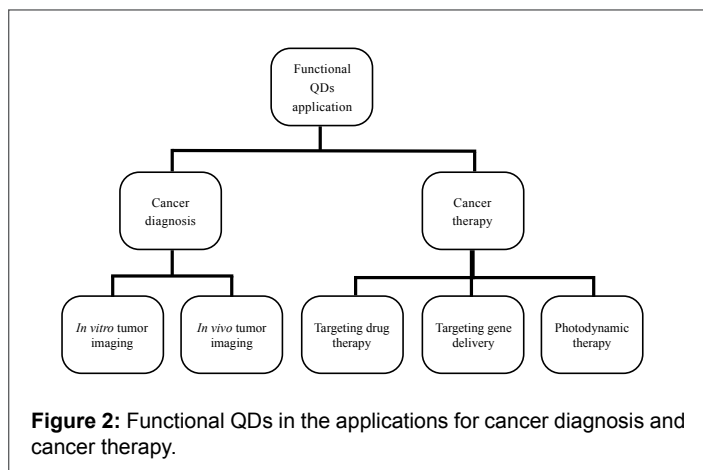 Functional
QDs
application
Cancer
diagnosis
Cancer
therapy
In vitro tumor
imaging
In vivo tumor
imaging
Targeting drug
therapy
Targeting gene
delivery
Photodynamic
therapy
Figure 2: Functional QDs in the applications for cancer diagnosis and
cancer therapy.